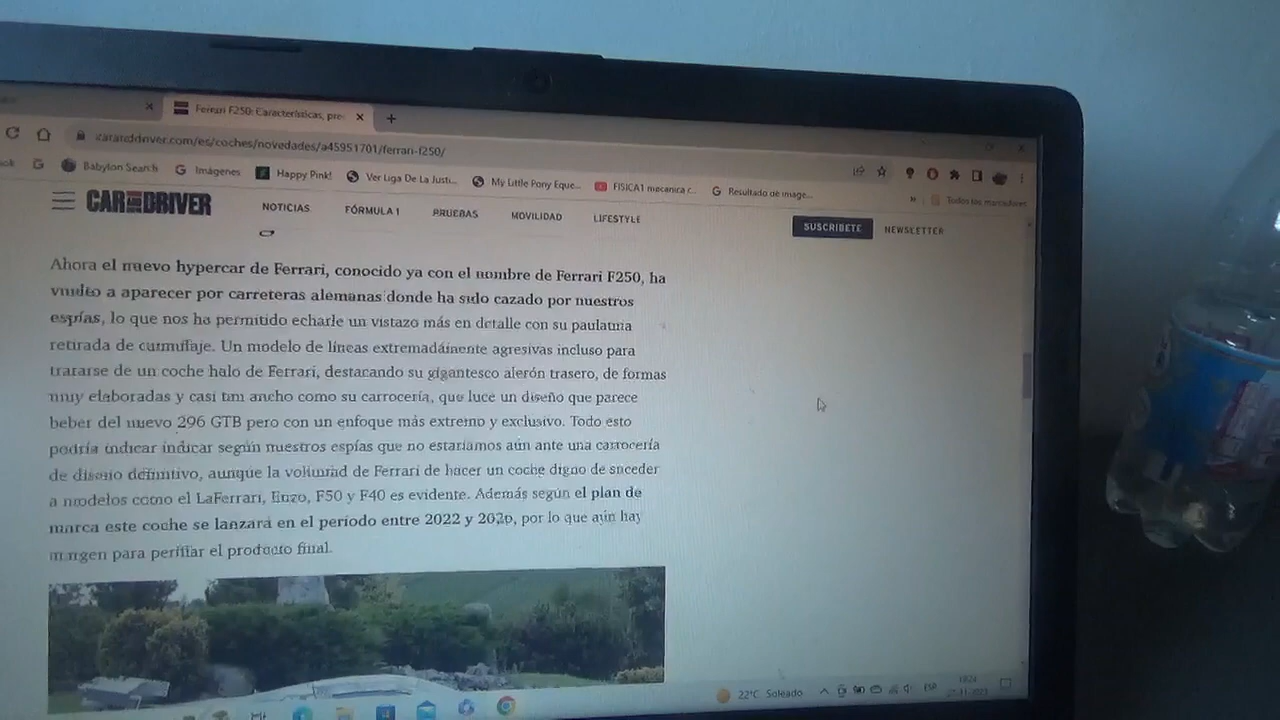 Ferrari F250: Características, pre
caranddriver.com/es/coches/novedades/a45951701/ferrari-f250/
Babylon Search
Imágenes
Happy Pink!
Ver Liga De La Justi...
My Little Pony Eque...
FISICA1 mecanica r...
Resultado de image...
»
Todos los marcadores
CAR AND DRIVER
NOTICIAS
FÓRMULA 1
PRUEBAS
MOVILIDAD
LIFESTYLE
SUSCRÍBETE
NEWSLETTER
Ahora el nuevo hypercar de Ferrari, conocido ya con el nombre de Ferrari F250, ha
vuelto a aparecer por carreteras alemanas donde ha sido cazado por nuestros
espías, lo que nos ha permitido echarle un vistazo más en detalle con su paulatina
retirada de camuflaje. Un modelo de líneas extremadamente agresivas incluso para
tratarse de un coche halo de Ferrari, destacando su gigantesco alerón trasero, de formas
muy elaboradas y casi tan ancho como su carrocería, que luce un diseño que parece
beber del nuevo 296 GTB pero con un enfoque más extremo y exclusivo. Todo esto
podría indicar indicar según nuestros espías que no estaríamos aún ante una carrocería
de diseño definitivo, aunque la voluntad de Ferrari de hacer un coche digno de suceder
a modelos como el LaFerrari, Enzo, F50 y F40 es evidente. Además según el plan de
marca este coche se lanzará en el período entre 2022 y, por lo que aún hay
margen para perfilar el producto final.
22°C Soleado
ESP